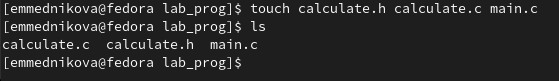 [emmednikova@fedora lab_prog]$ touch calculate.h calculate.c main.c
[emmednikova@fedora lab_prog]$ ls
calculate.c  calculate.h  main.c
[emmednikova@fedora lab_prog]$